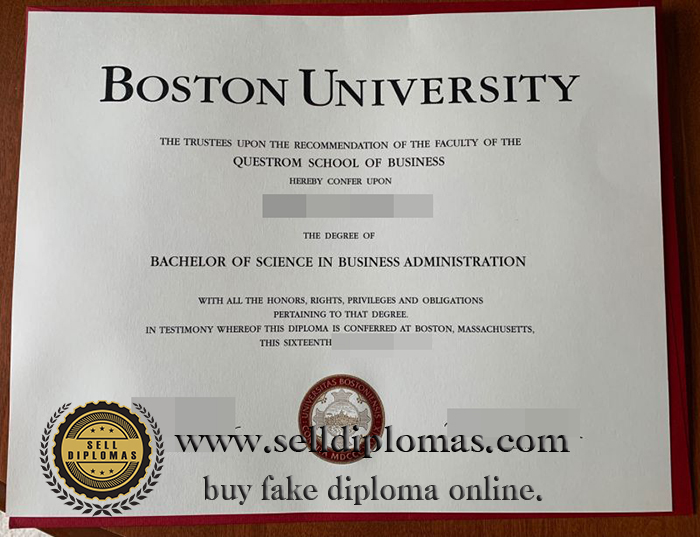 BOSTON UNIVERSITY
THE TRUSTEES UPON THE RECOMMENDATION OF THE FACULTY OF THE
QUESTROM SCHOOL OF BUSINESS
HEREBY CONFER UPON
THE DEGREE OF
BACHELOR OF SCIENCE IN BUSINESS ADMINISTRATION
WITH ALL THE HONORS, RIGHTS, PRIVILEGES AND OBLIGATIONS
PERTAINING TO THAT DEGREE.
IN TESTIMONY WHEREOF THIS DIPLOMA IS CONFERRED AT BOSTON, MASSACHUSETTS,
THIS SIXTEENTH
UNIVERSITAS BOSTONIENSIS
SELL
DIPLOMAS
www.selldiplomas.com
buy fake diploma online.